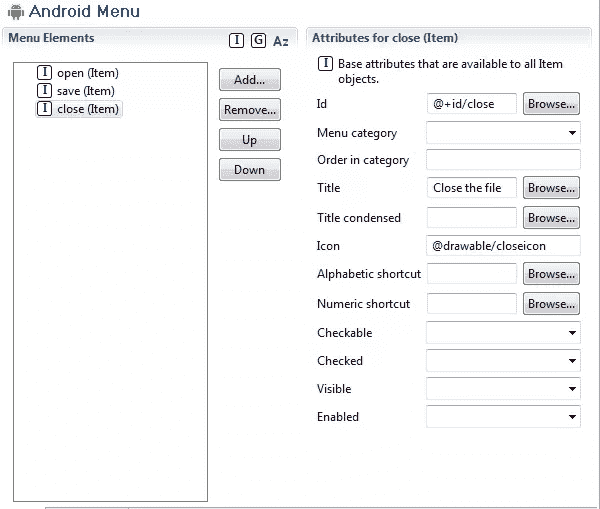 Android Menu
Menu Elements
I G Az
I open (Item)
I save (Item)
I close (Item)
Add...
Remove...
Up
Down
Attributes for close (Item)
I Base attributes that are available to all Item
objects.
Id @+id/close Browse...
Menu category
Order in category
Title Close the file Browse...
Title condensed Browse...
Icon @drawable/closeicon
Alphabetic shortcut Browse...
Numeric shortcut Browse...
Checkable
Checked
Visible
Enabled